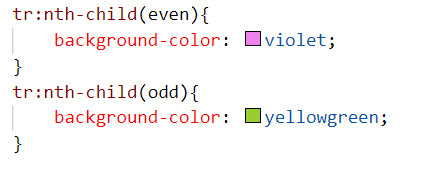 tr:nth-child(even){
    background-color: violet;
}
tr:nth-child(odd){
    background-color: yellowgreen;
}